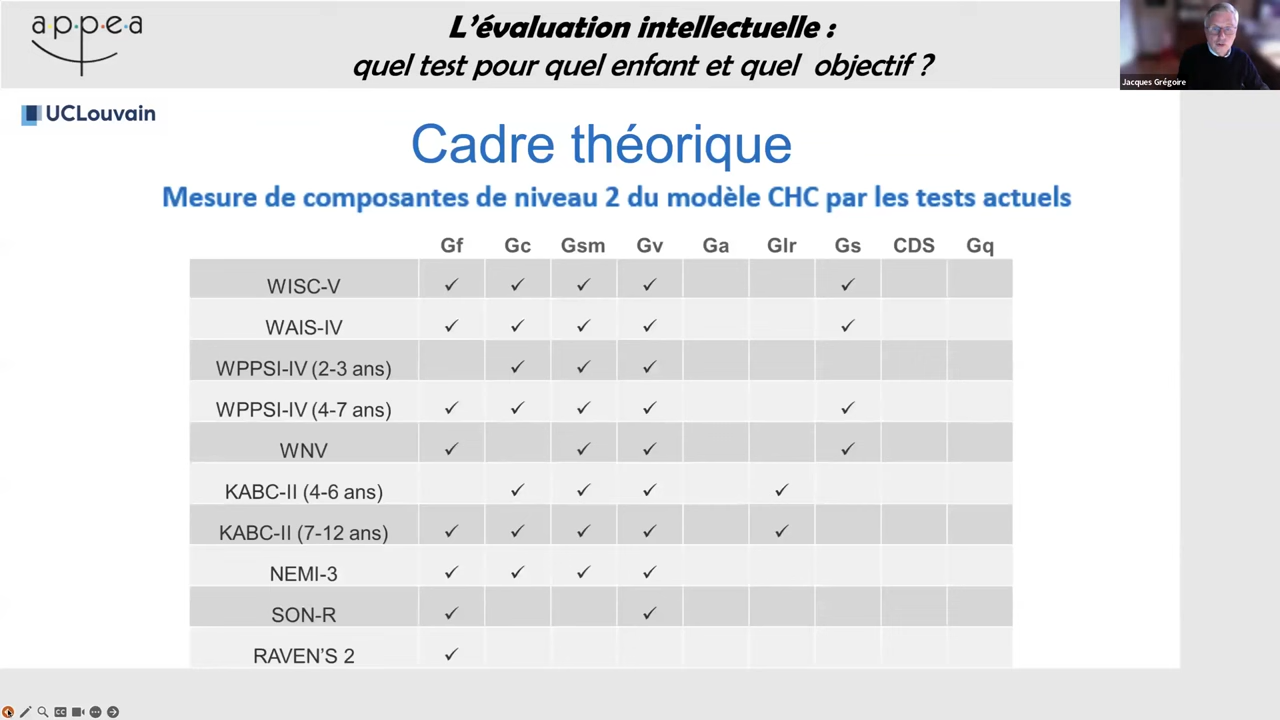 appea
L'évaluation intellectuelle :
quel test pour quel enfant et quel objectif ?
Jacques Grégoire
UCLouvain
Cadre théorique
Mesure de composantes de niveau 2 du modèle CHC par les tests actuels
Gf Gc Gsm Gv Ga Glr Gs CDS Gq
WISC-V ✓ ✓ ✓ ✓ ✓
WAIS-IV ✓ ✓ ✓ ✓ ✓
WPPSI-IV (2-3 ans) ✓ ✓ ✓
WPPSI-IV (4-7 ans) ✓ ✓ ✓ ✓ ✓
WNV ✓ ✓ ✓ ✓
KABC-II (4-6 ans) ✓ ✓ ✓ ✓
KABC-II (7-12 ans) ✓ ✓ ✓ ✓ ✓
NEMI-3 ✓ ✓ ✓ ✓
SON-R ✓ ✓
RAVEN'S 2 ✓